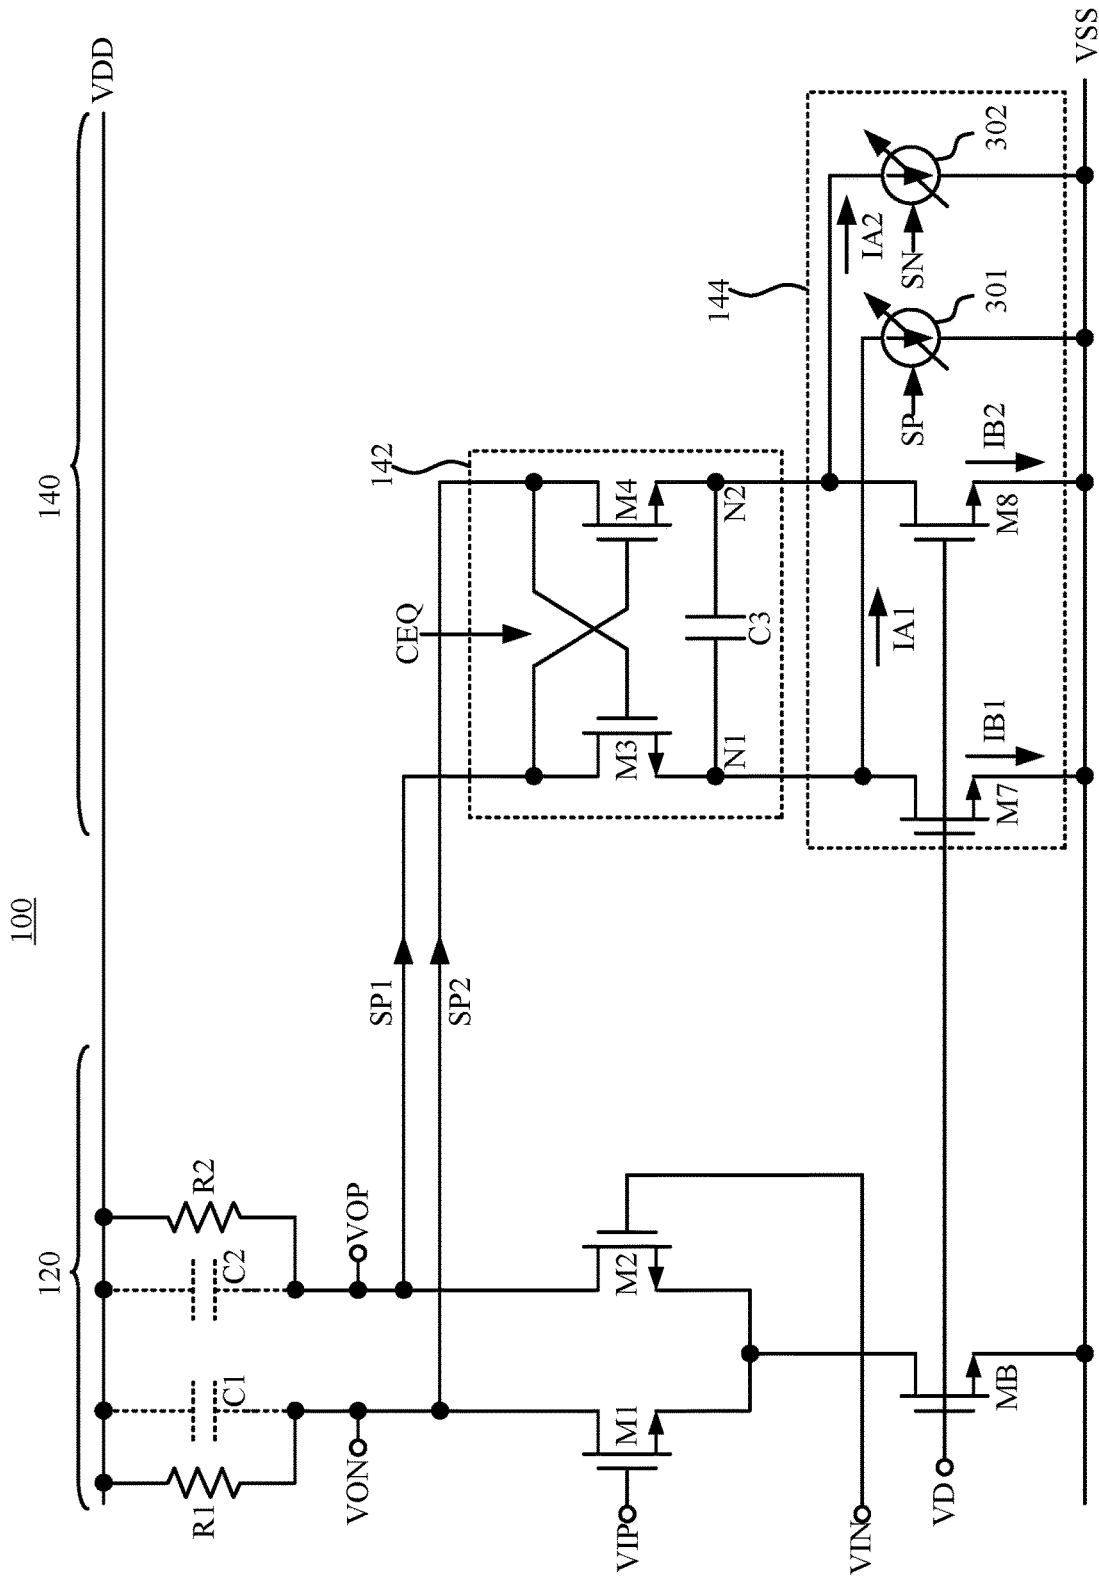 100
120
140
VDD
R1
C1
C2
R2
VON
VOP
SP1
SP2
142
CEQ
M3
M4
N1
N2
C3
VIP
M1
M2
VIN
144
IA1
IA2
SP
SN
301
302
VD
MB
M7
IB1
M8
IB2
VSS